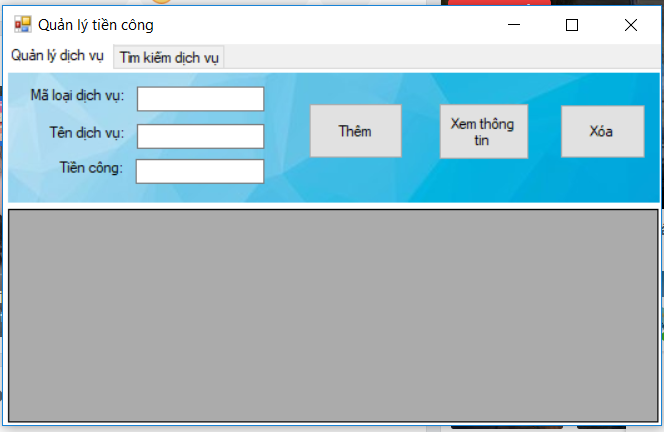 Quản lý tiền công
Quản lý dịch vụ
Tìm kiếm dịch vụ
Mã loại dịch vụ:
Tên dịch vụ:
Tiền công:
Thêm
Xem thông
tin
Xóa